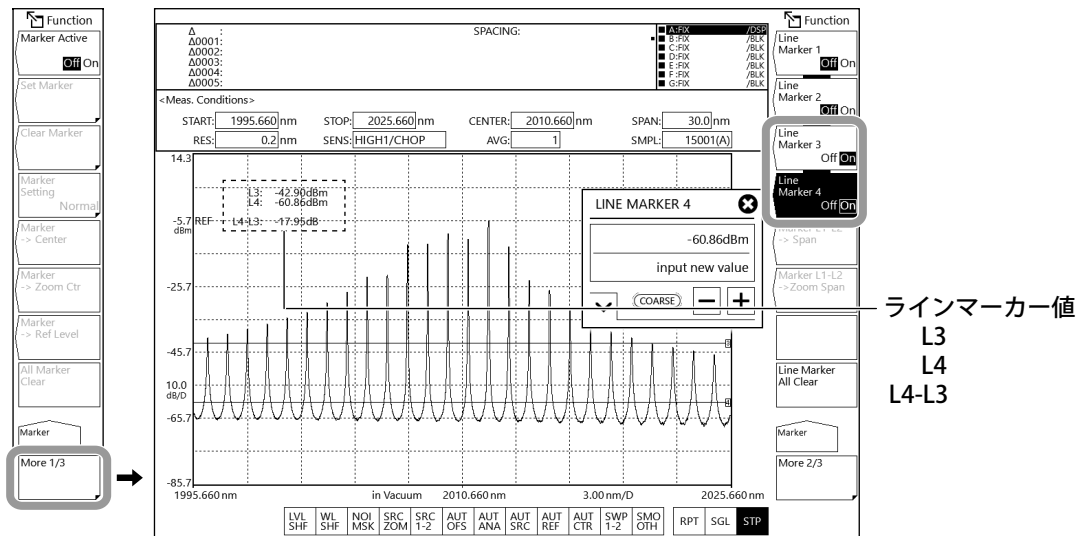 Function
Marker Active
Off On
Set Marker
Clear Marker
Marker
Setting
Normal
Marker
-> Center
Marker
-> Zoom Ctr
Marker
-> Ref Level
All Marker
Clear
Marker
More 1/3
Δ :
Δ0001:
Δ0002:
Δ0003:
Δ0004:
Δ0005:
SPACING:
A:FIX /DSP
B:FIX /BLK
C:FIX /BLK
D:FIX /BLK
E:FIX /BLK
F:FIX /BLK
G:FIX /BLK
<Meas. Conditions>
START: 1995.660 nm STOP: 2025.660 nm CENTER: 2010.660 nm SPAN: 30.0 nm
RES: 0.2 nm SENS: HIGH1/CHOP AVG: 1 SMPL: 15001(A)
14.3
L3: -42.90dBm
L4: -60.86dBm
-5.7 REF
dBm
L4-L3: -17.95dB
-25.7
-45.7
10.0
dB/D
-65.7
-85.7
3
4
LINE MARKER 4
-60.86dBm
input new value
COARSE
1995.660 nm in Vacuum 2010.660 nm 3.00 nm/D 2025.660 nm
LVL SHF
WL SHF
NOI MSK
SRC ZOM
SRC 1-2
AUT OFS
AUT ANA
AUT SRC
AUT REF
AUT CTR
SWP 1-2
SMO OTH
RPT
SGL
STP
Function
Line
Marker 1
Off On
Line
Marker 2
Off On
Line
Marker 3
Off On
Line
Marker 4
Off On
Marker L1-L2
-> Span
Marker L1-L2
->Zoom Span
Line Marker
All Clear
Marker
More 2/3
ラインマーカー値
L3
L4
L4-L3